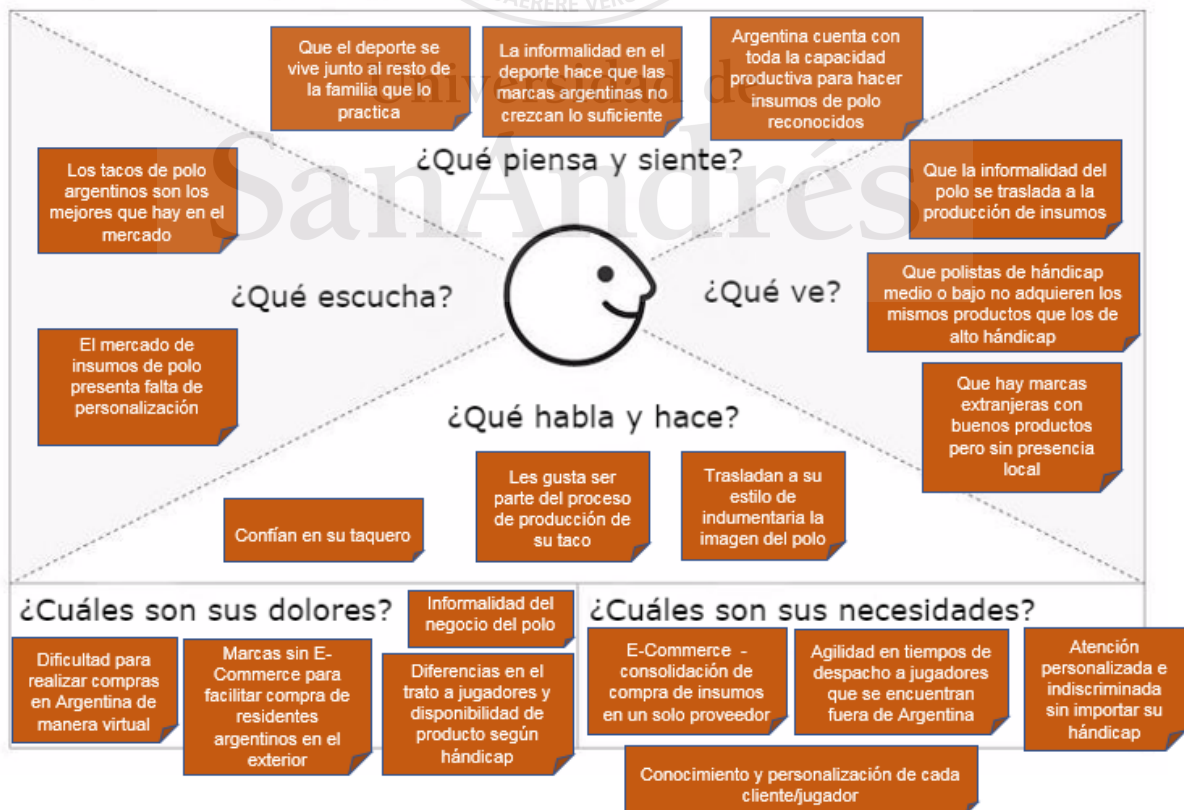 Que el deporte se
vive junto al resto de
la familia que lo
practica
La informalidad en el
deporte hace que las
marcas argentinas no
crezcan lo suficiente
Argentina cuenta con
toda la capacidad
productiva para hacer
insumos de polo
reconocidos
Universidad de
SanAndrés
¿Qué piensa y siente?
Los tacos de polo
argentinos son los
mejores que hay en el
mercado
¿Qué escucha?
El mercado de
insumos de polo
presenta falta de
personalización
¿Qué ve?
Que la informalidad del
polo se traslada a la
producción de insumos
Que polistas de hándicap
medio o bajo no adquieren los
mismos productos que los de
alto hándicap
Que hay marcas
extranjeras con
buenos productos
pero sin presencia
local
¿Qué habla y hace?
Confían en su taquero
Les gusta ser
parte del proceso
de producción de
su taco
Trasladan a su
estilo de
indumentaria la
imagen del polo
¿Cuáles son sus dolores?
Informalidad del
negocio del polo
Dificultad para
realizar compras
en Argentina de
manera virtual
Marcas sin E-
Commerce para
facilitar compra de
residentes
argentinos en el
exterior
Diferencias en el
trato a jugadores y
disponibilidad de
producto según
hándicap
¿Cuáles son sus necesidades?
E-Commerce -
consolidación de
compra de insumos
en un solo proveedor
Agilidad en tiempos de
despacho a jugadores
que se encuentran
fuera de Argentina
Atención
personalizada e
indiscriminada
sin importar su
hándicap
Conocimiento y personalización de cada
cliente/jugador